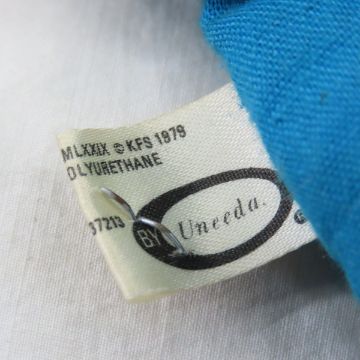 MLXXIX © KFS 1979
OLYURETHANE
37213
BY Uneeda.